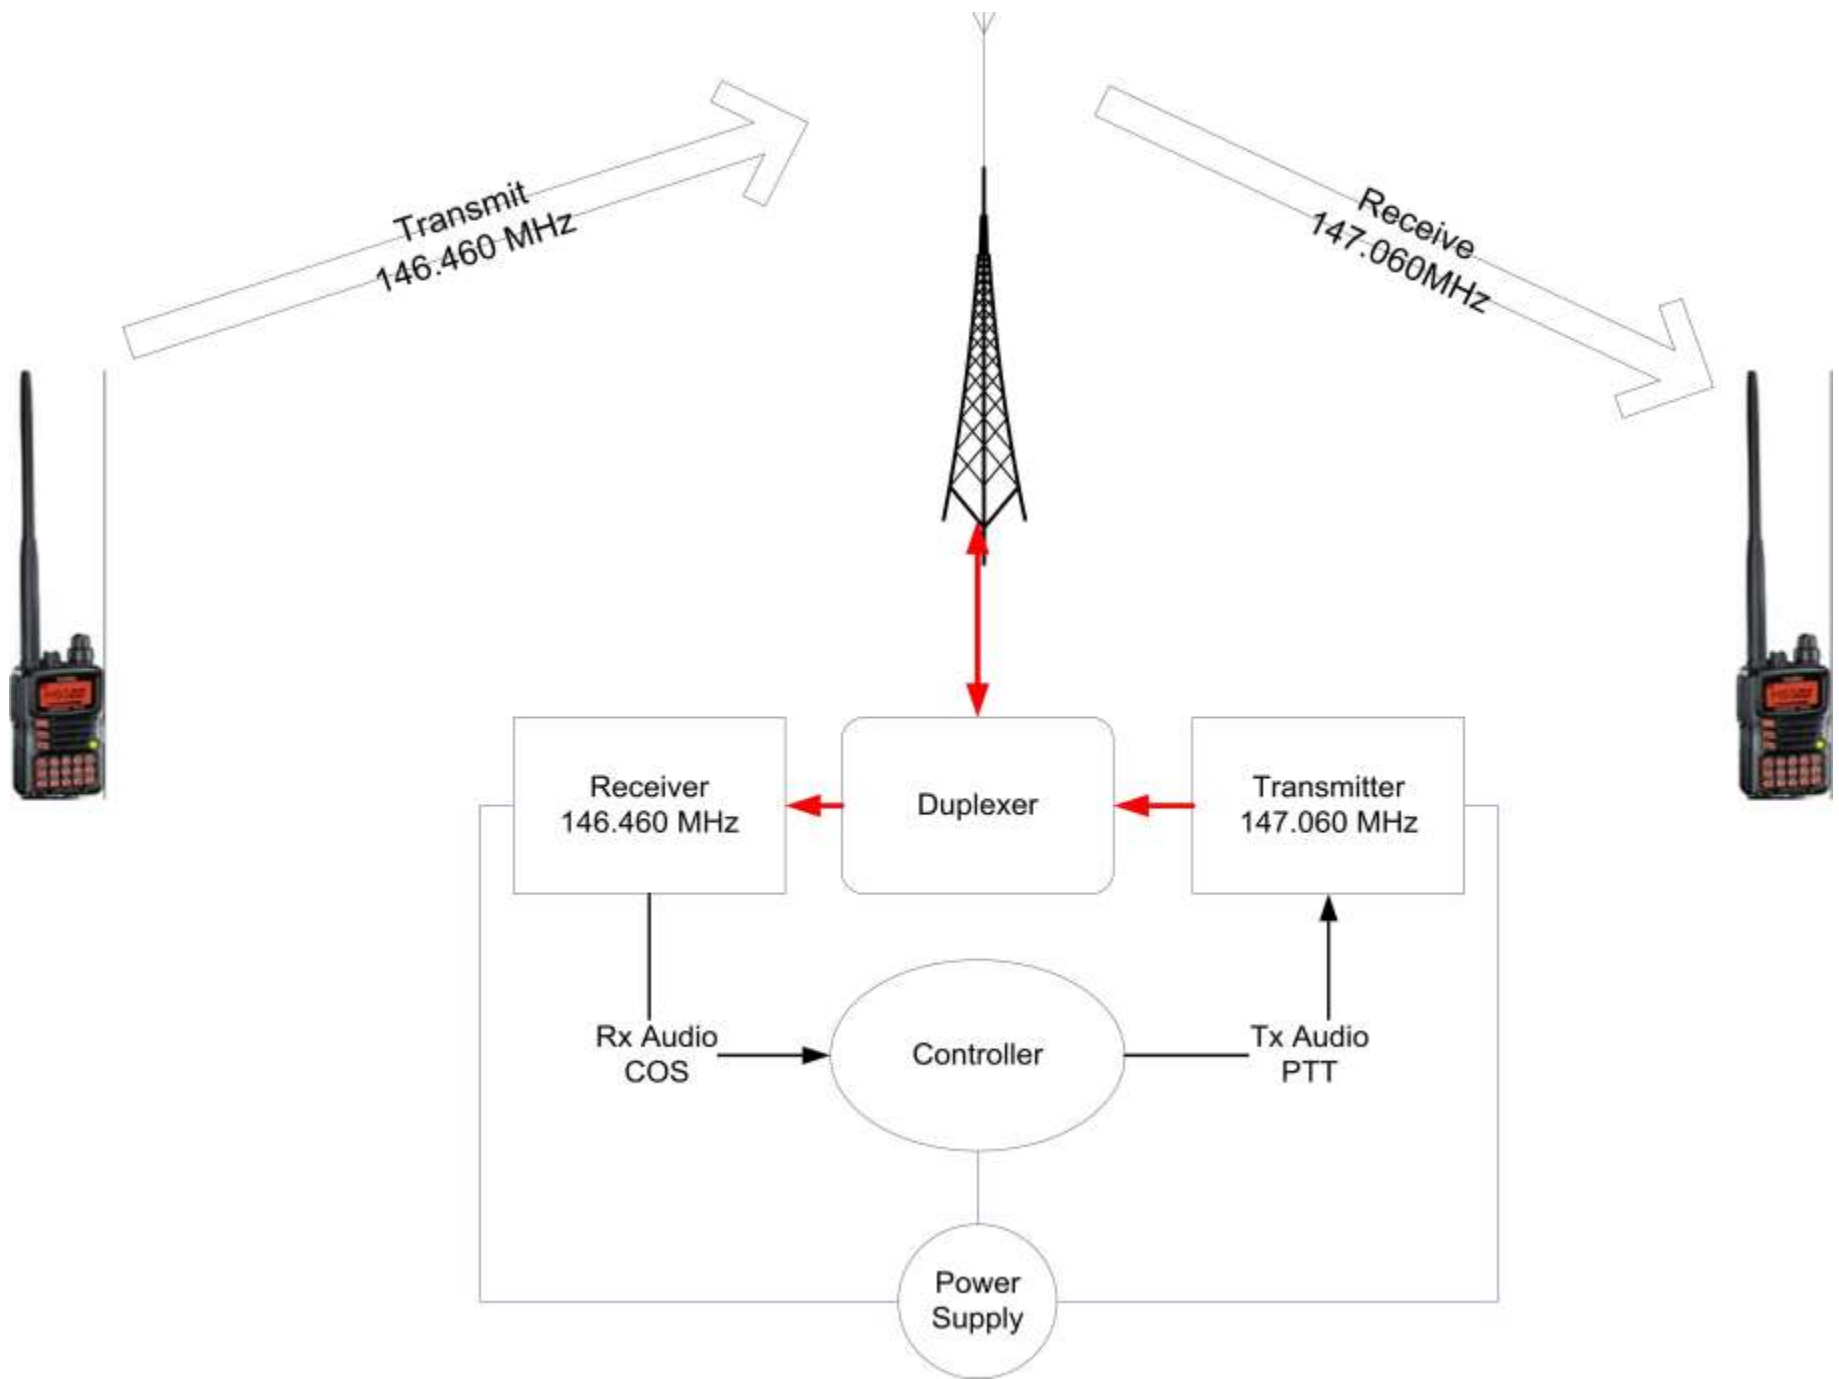 Transmit
146.460 MHz
Receive
147.060MHz
Receiver
146.460 MHz
Duplexer
Transmitter
147.060 MHz
Rx Audio
COS
Controller
Tx Audio
PTT
Power
Supply